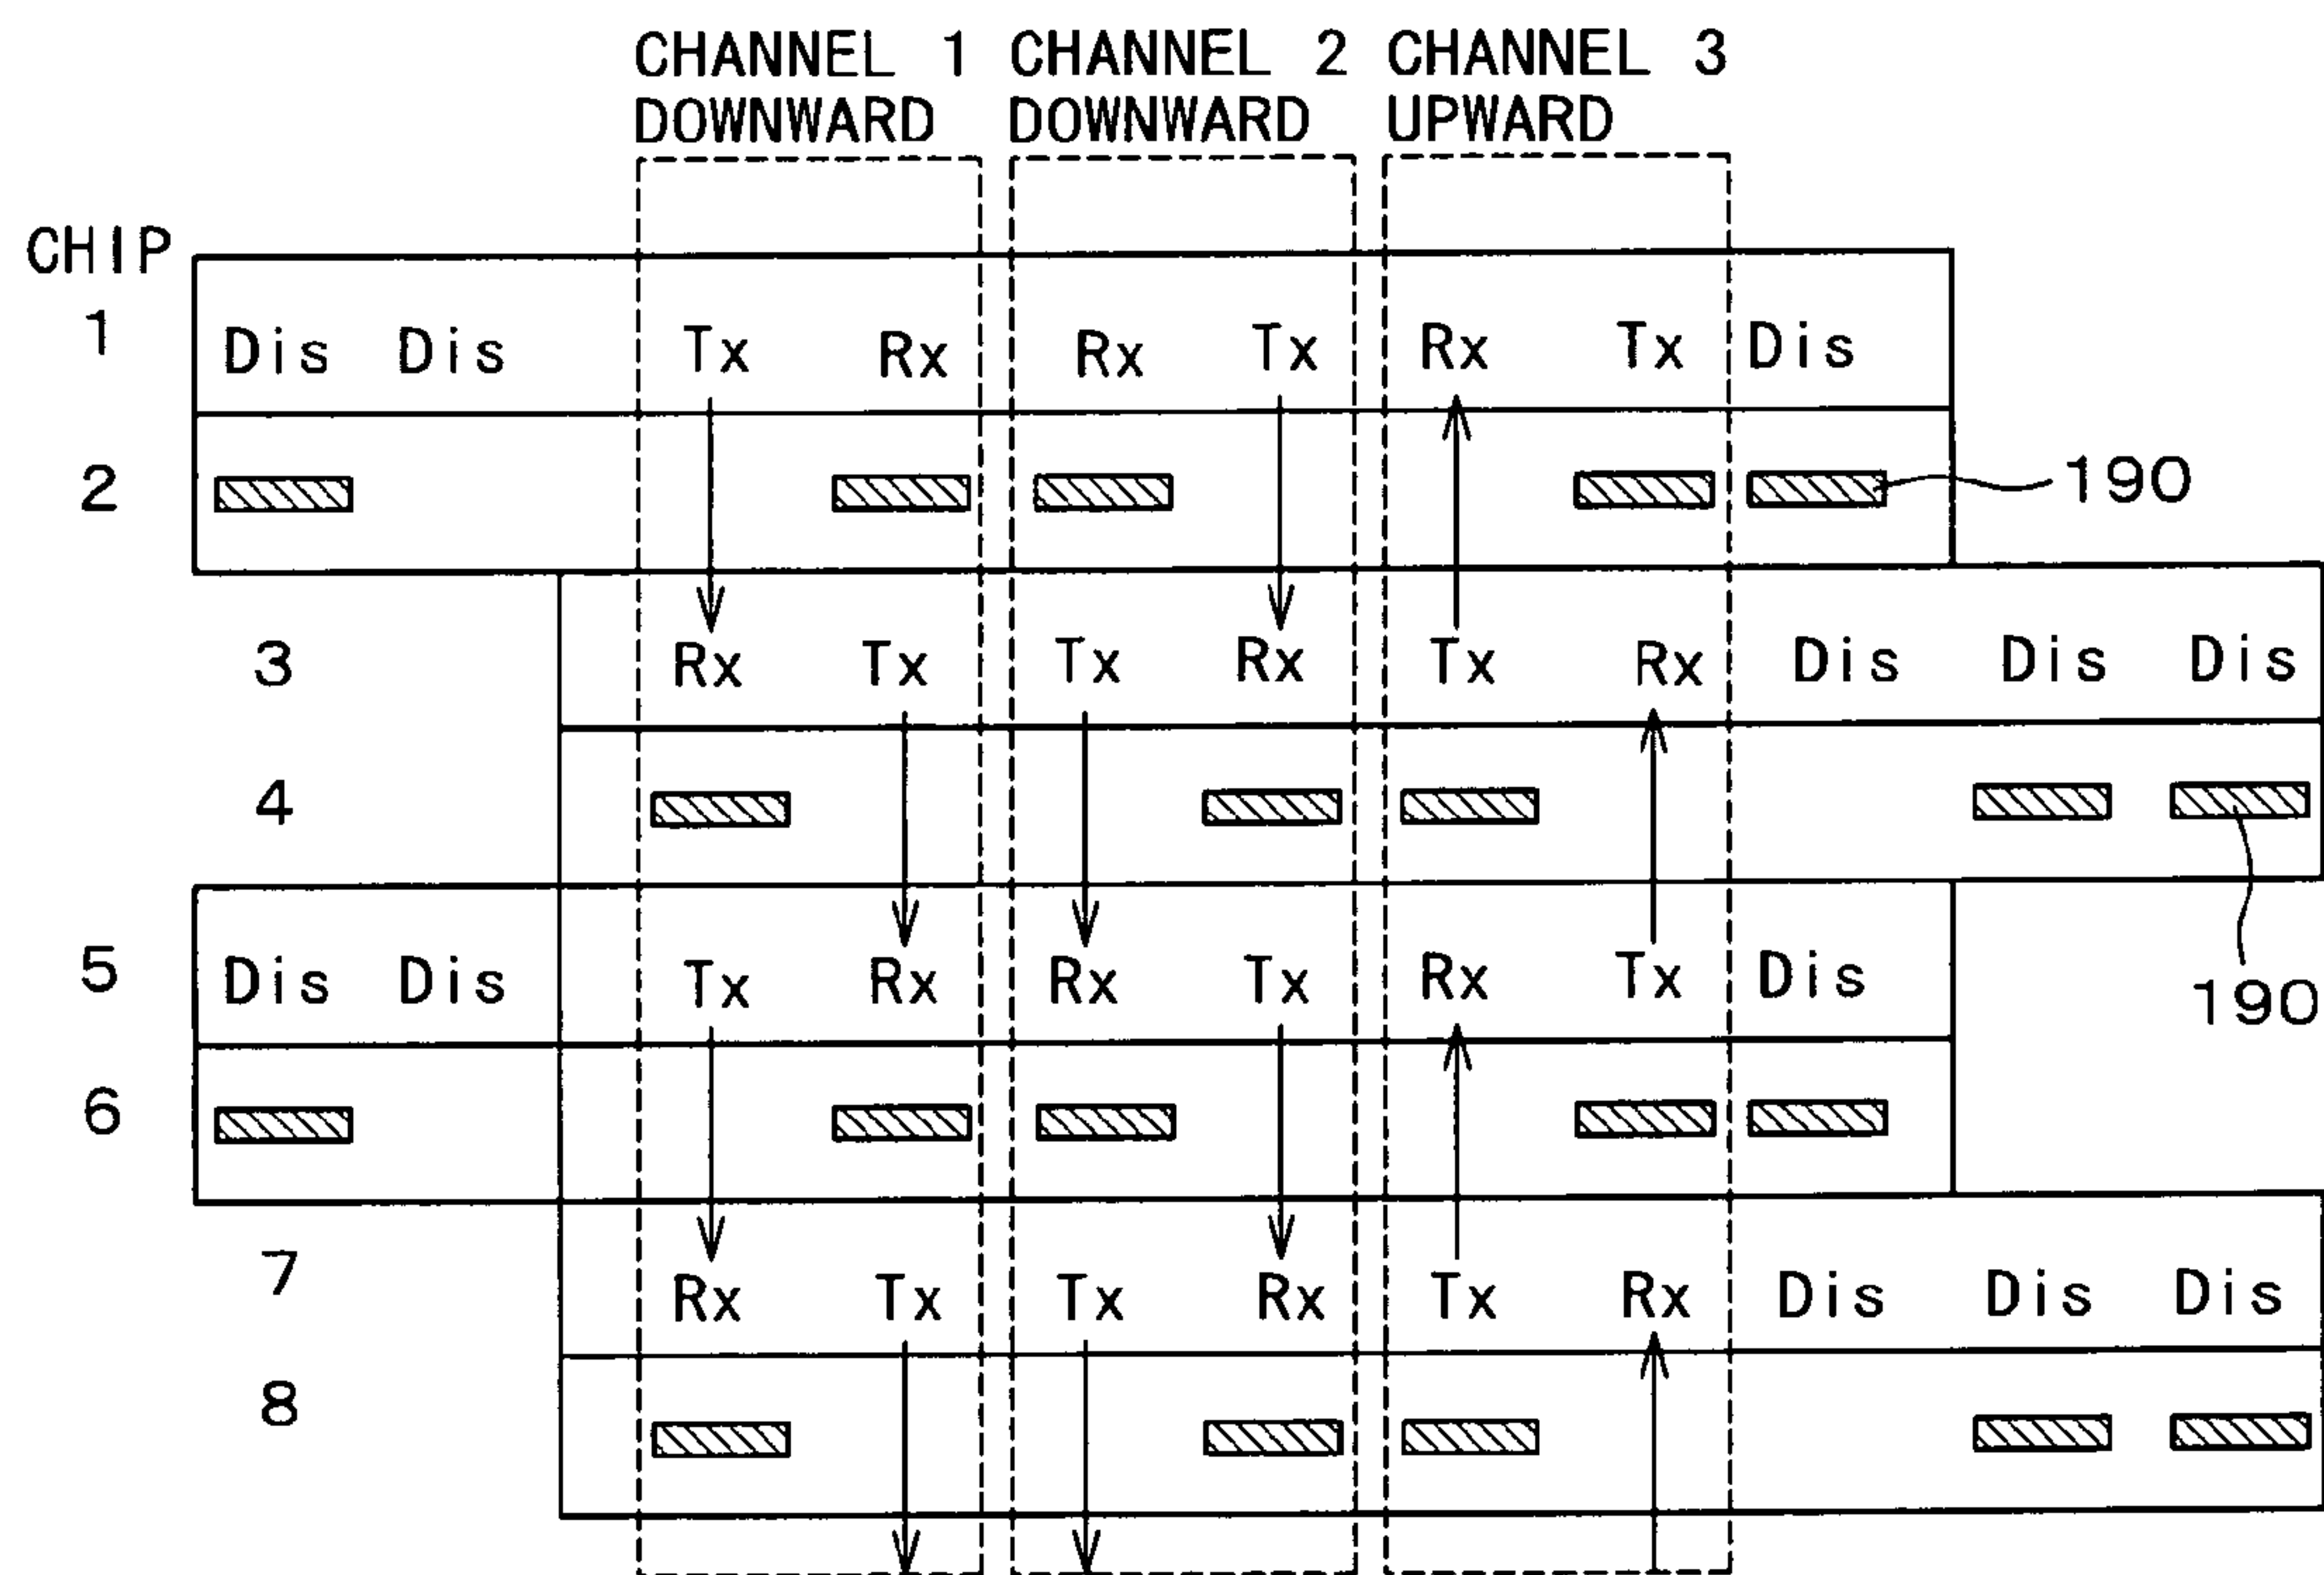 CHANNEL 1 CHANNEL 2 CHANNEL 3
DOWNWARD DOWNWARD UPWARD
CHIP
1 Dis Dis Tx Rx Rx Tx Rx Tx Dis
2 190
3 Rx Tx Tx Rx Tx Rx Dis Dis Dis
4
5 Dis Dis Tx Rx Rx Tx Rx Tx Dis
190
6
7 Rx Tx Tx Rx Tx Rx Dis Dis Dis
8